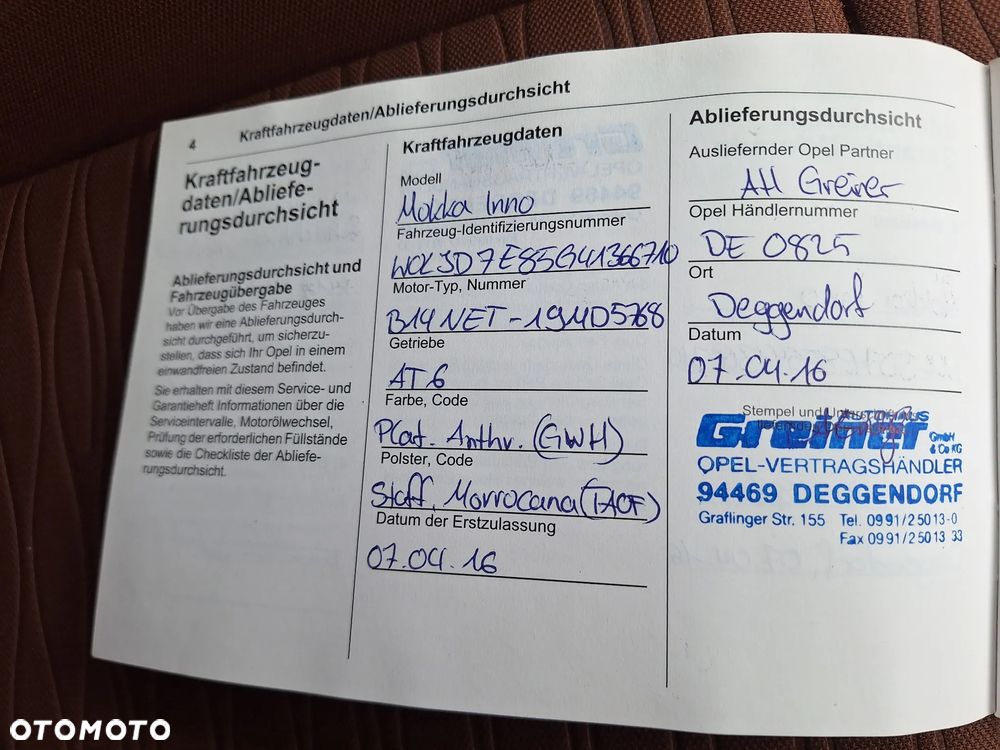 4
Kraftfahrzeugdaten/Ablieferungsdurchsicht
Kraftfahrzeug-
daten/Abliefe-
rungsdurchsicht
Ablieferungsdurchsicht und
Fahrzeugübergabe
Vor Übergabe des Fahrzeuges
haben wir eine Ablieferungsdurch-
sicht durchgeführt, um sicherzu-
stellen, dass sich Ihr Opel in einem
einwandfreien Zustand befindet.
Sie erhalten mit diesem Service- und
Garantieheft Informationen über die
Serviceintervalle, Motorölwechsel,
Prüfung der erforderlichen Füllstände
sowie die Checkliste der Abliefe-
rungsdurchsicht.
Kraftfahrzeugdaten
Modell
Mokka Inno
Fahrzeug-Identifizierungsnummer
W0LJD7E85G41366710
Motor-Typ, Nummer
B14NET-19MD5768
Getriebe
AT6
Farbe, Code
Plat. Anthr. (GWH)
Polster, Code
Stoff, Morrocana (TAOF)
Datum der Erstzulassung
07.04.16
Ablieferungsdurchsicht
Ausliefernder Opel Partner
AH Greiner
Opel Händlernummer
DE 0825
Ort
Deggendorf
Datum
07.04.16
Stempel und
AUTOHAUS
Greiner GmbH & Co KG
OPEL-VERTRAGSHÄNDLER
94469 DEGGENDORF
Graflinger Str. 155 Tel. 0991/25013-0
Fax 0991/25013 33
OTOMOTO